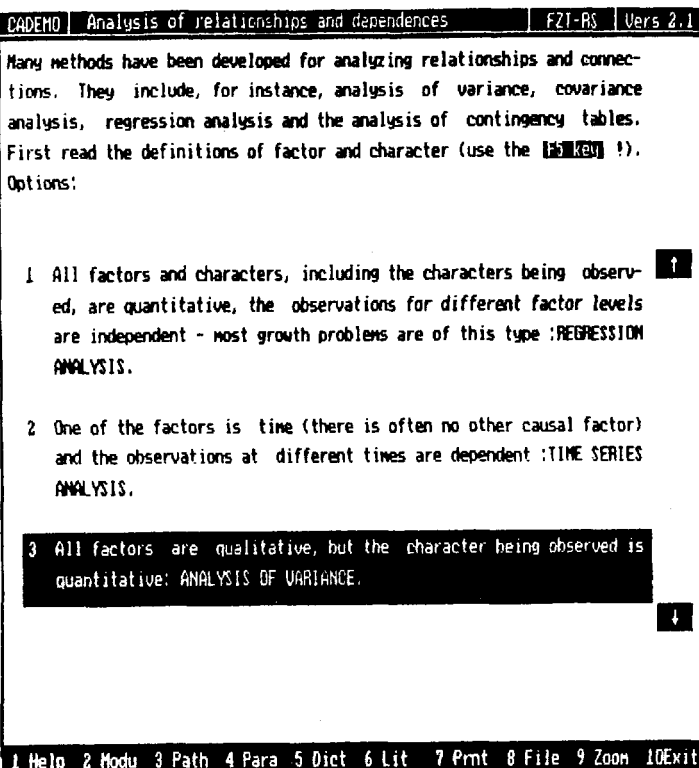 CADEMO Analysis of relationships and dependences FZT-RS Vers 2.1
Many methods have been developed for analyzing relationships and connec-
tions. They include, for instance, analysis of variance, covariance
analysis, regression analysis and the analysis of contingency tables.
First read the definitions of factor and character (use the F5 key !).
Options:
↑
1 All factors and characters, including the characters being observ-
ed, are quantitative, the observations for different factor levels
are independent - most growth problems are of this type :REGRESSION
ANALYSIS.
2 One of the factors is time (there is often no other causal factor)
and the observations at different times are dependent :TIME SERIES
ANALYSIS.
3 All factors are qualitative, but the character being observed is
quantitative: ANALYSIS OF VARIANCE.
↓
1 Help 2 Modu 3 Path 4 Para 5 Dict 6 Lit 7 Prnt 8 File 9 Zoom 10Exit